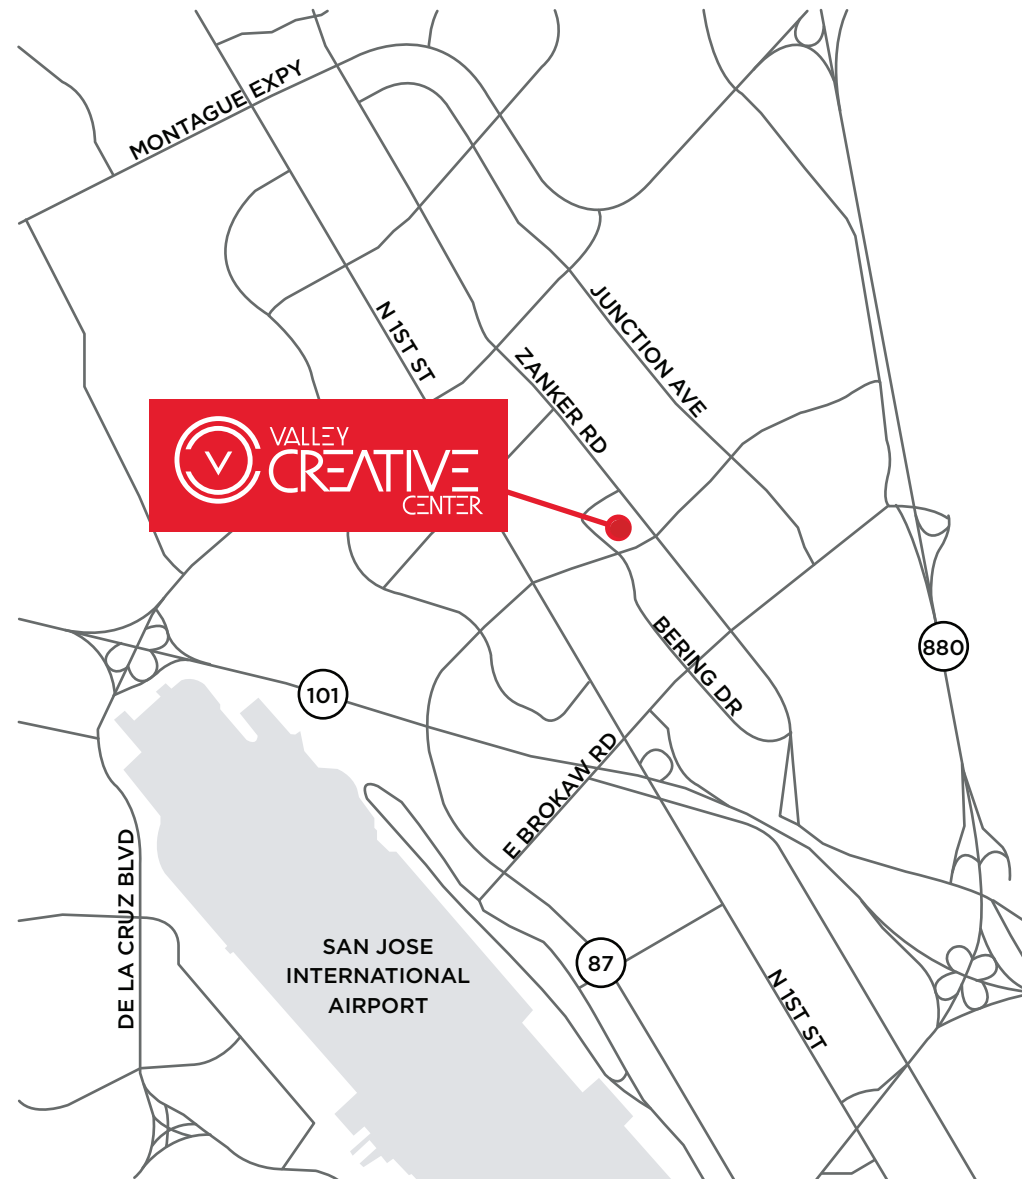 MONTAGUE EXPY
N 1ST ST
JUNCTION AVE
ZANKER RD
VALLEY
CREATIVE
CENTER
BERING DR
880
101
E BROKAW RD
DE LA CRUZ BLVD
SAN JOSE
INTERNATIONAL
AIRPORT
87
N 1ST ST